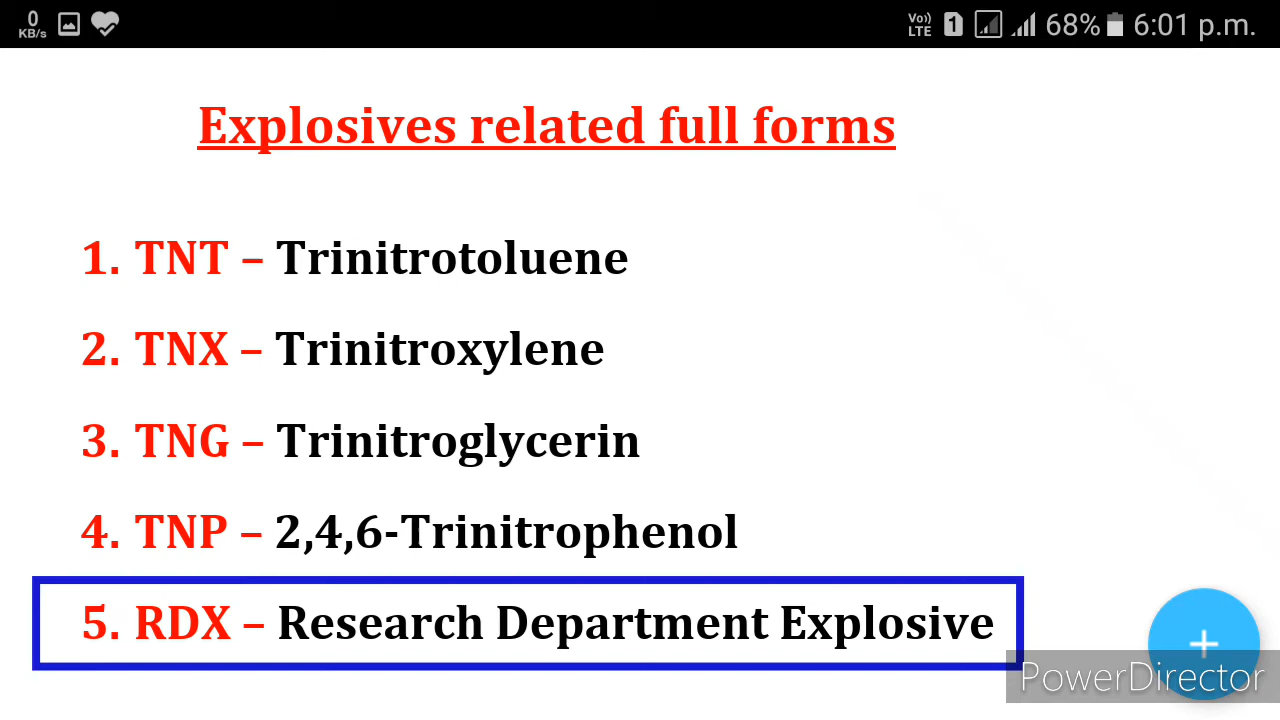 0
KB/s
Vo))
LTE
1
68%
6:01 p.m.
Explosives related full forms
1. TNT – Trinitrotoluene
2. TNX – Trinitroxylene
3. TNG – Trinitroglycerin
4. TNP – 2,4,6-Trinitrophenol
5. RDX – Research Department Explosive
+
PowerDirector